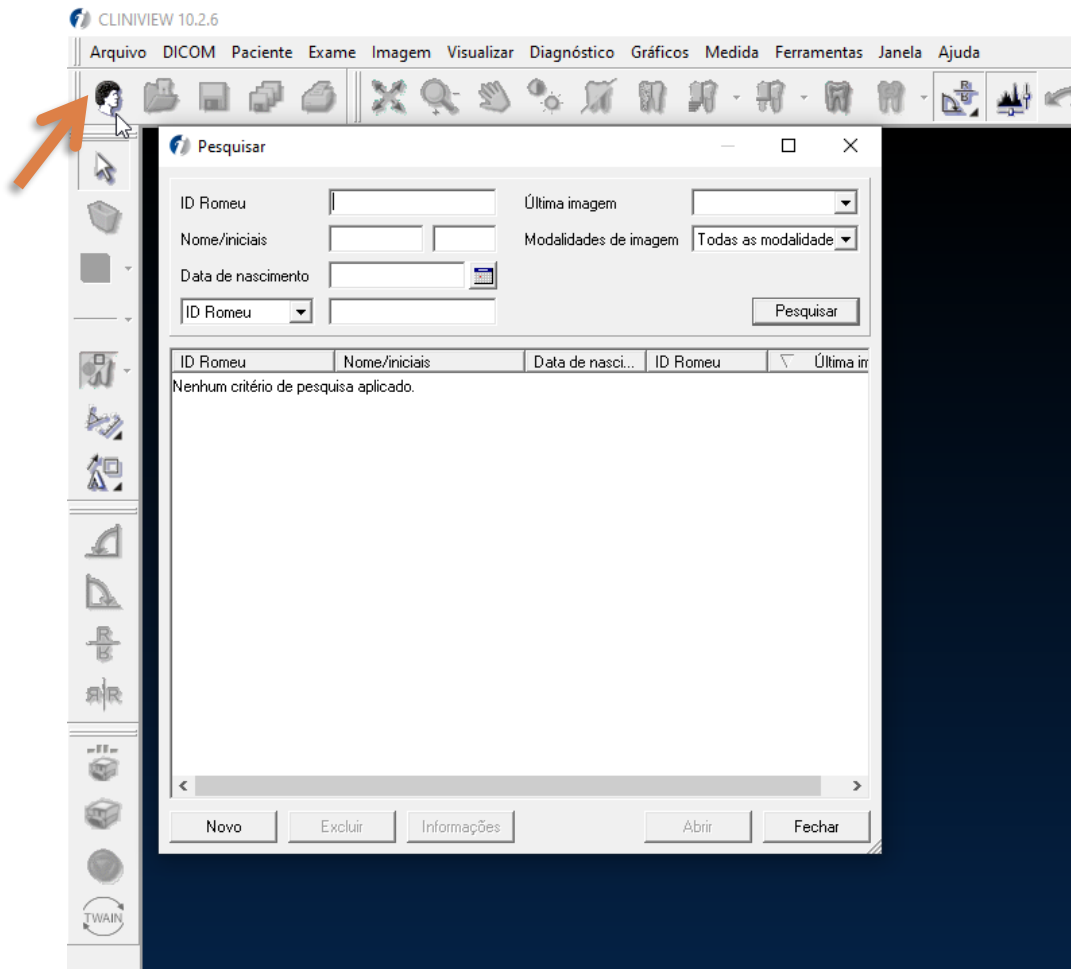 CLINIVIEW 10.2.6
Arquivo DICOM Paciente Exame Imagem Visualizar Diagnóstico Gráficos Medida Ferramentas Janela Ajuda
Pesquisar
ID Romeu
Última imagem
Nome/iniciais
Modalidades de imagem Todas as modalidade
Data de nascimento
ID Romeu
Pesquisar
ID Romeu Nome/iniciais Data de nasci... ID Romeu Última im
Nenhum critério de pesquisa aplicado.
Novo Excluir Informações Abrir Fechar
R
R
R R
TWAIN